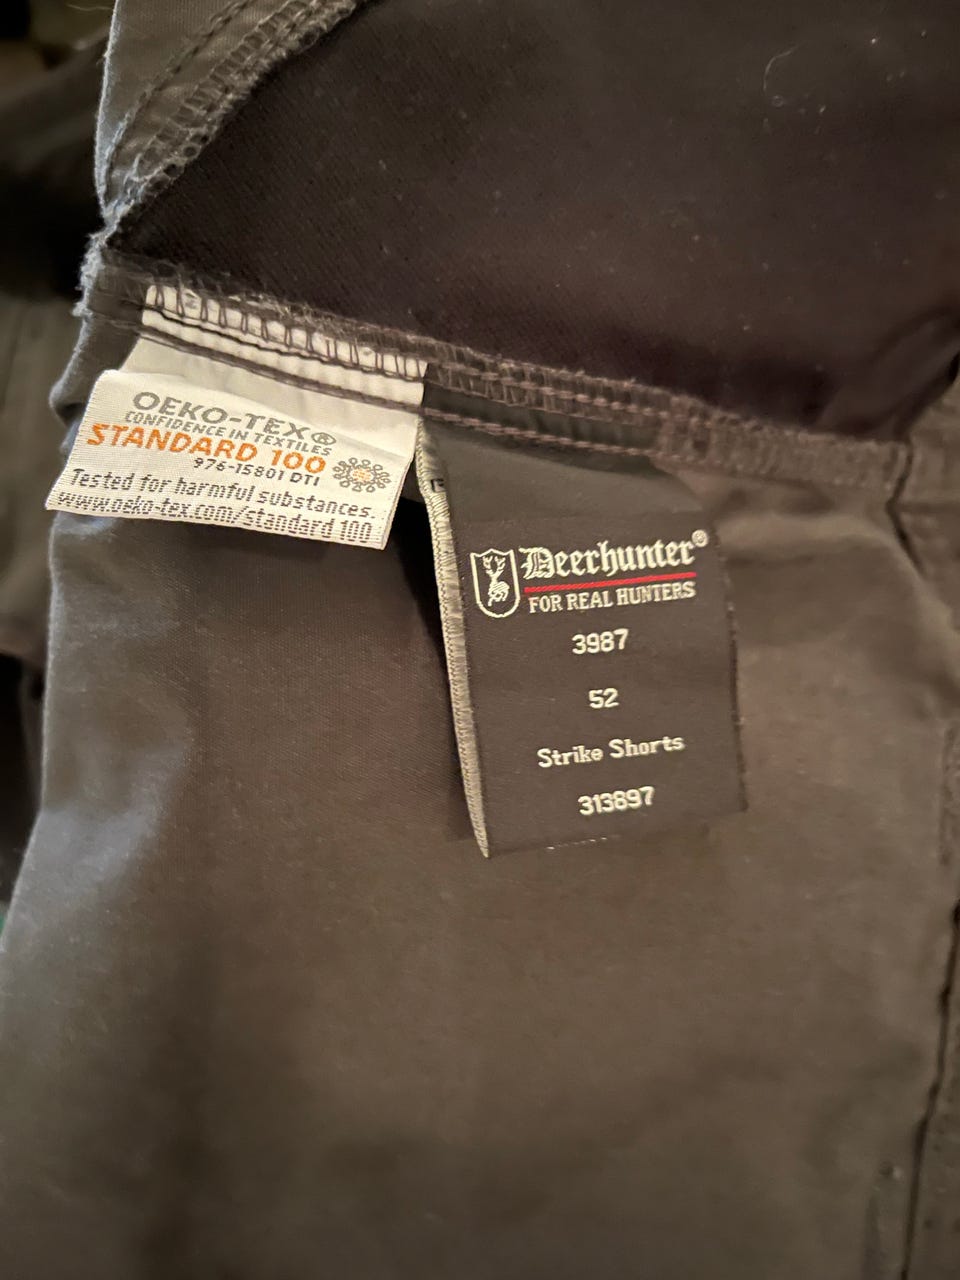 OEKO-TEX®
CONFIDENCE IN TEXTILES
STANDARD 100
976-15801 DTI
Tested for harmful substances.
www.oeko-tex.com/standard 100
Deerhunter®
FOR REAL HUNTERS
3987
52
Strike Shorts
313897